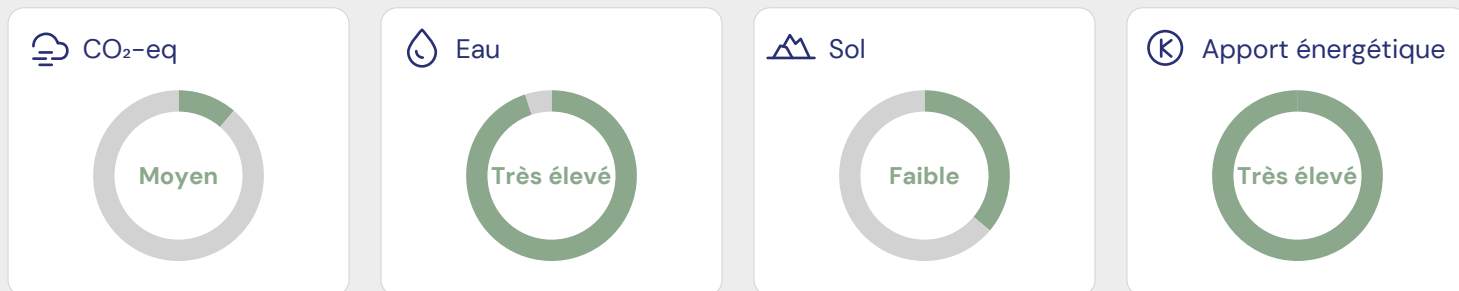 CO₂-eq
Moyen
Eau
Très élevé
Sol
Faible
Apport énergétique
Très élevé